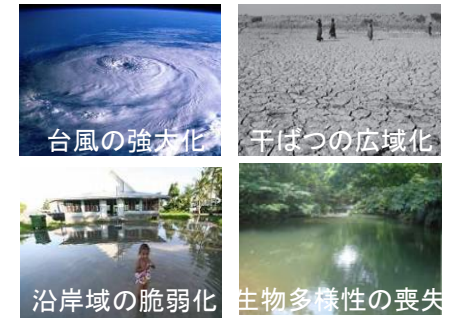 台風の強大化
干ばつの広域化
沿岸域の脆弱化
生物多様性の喪失